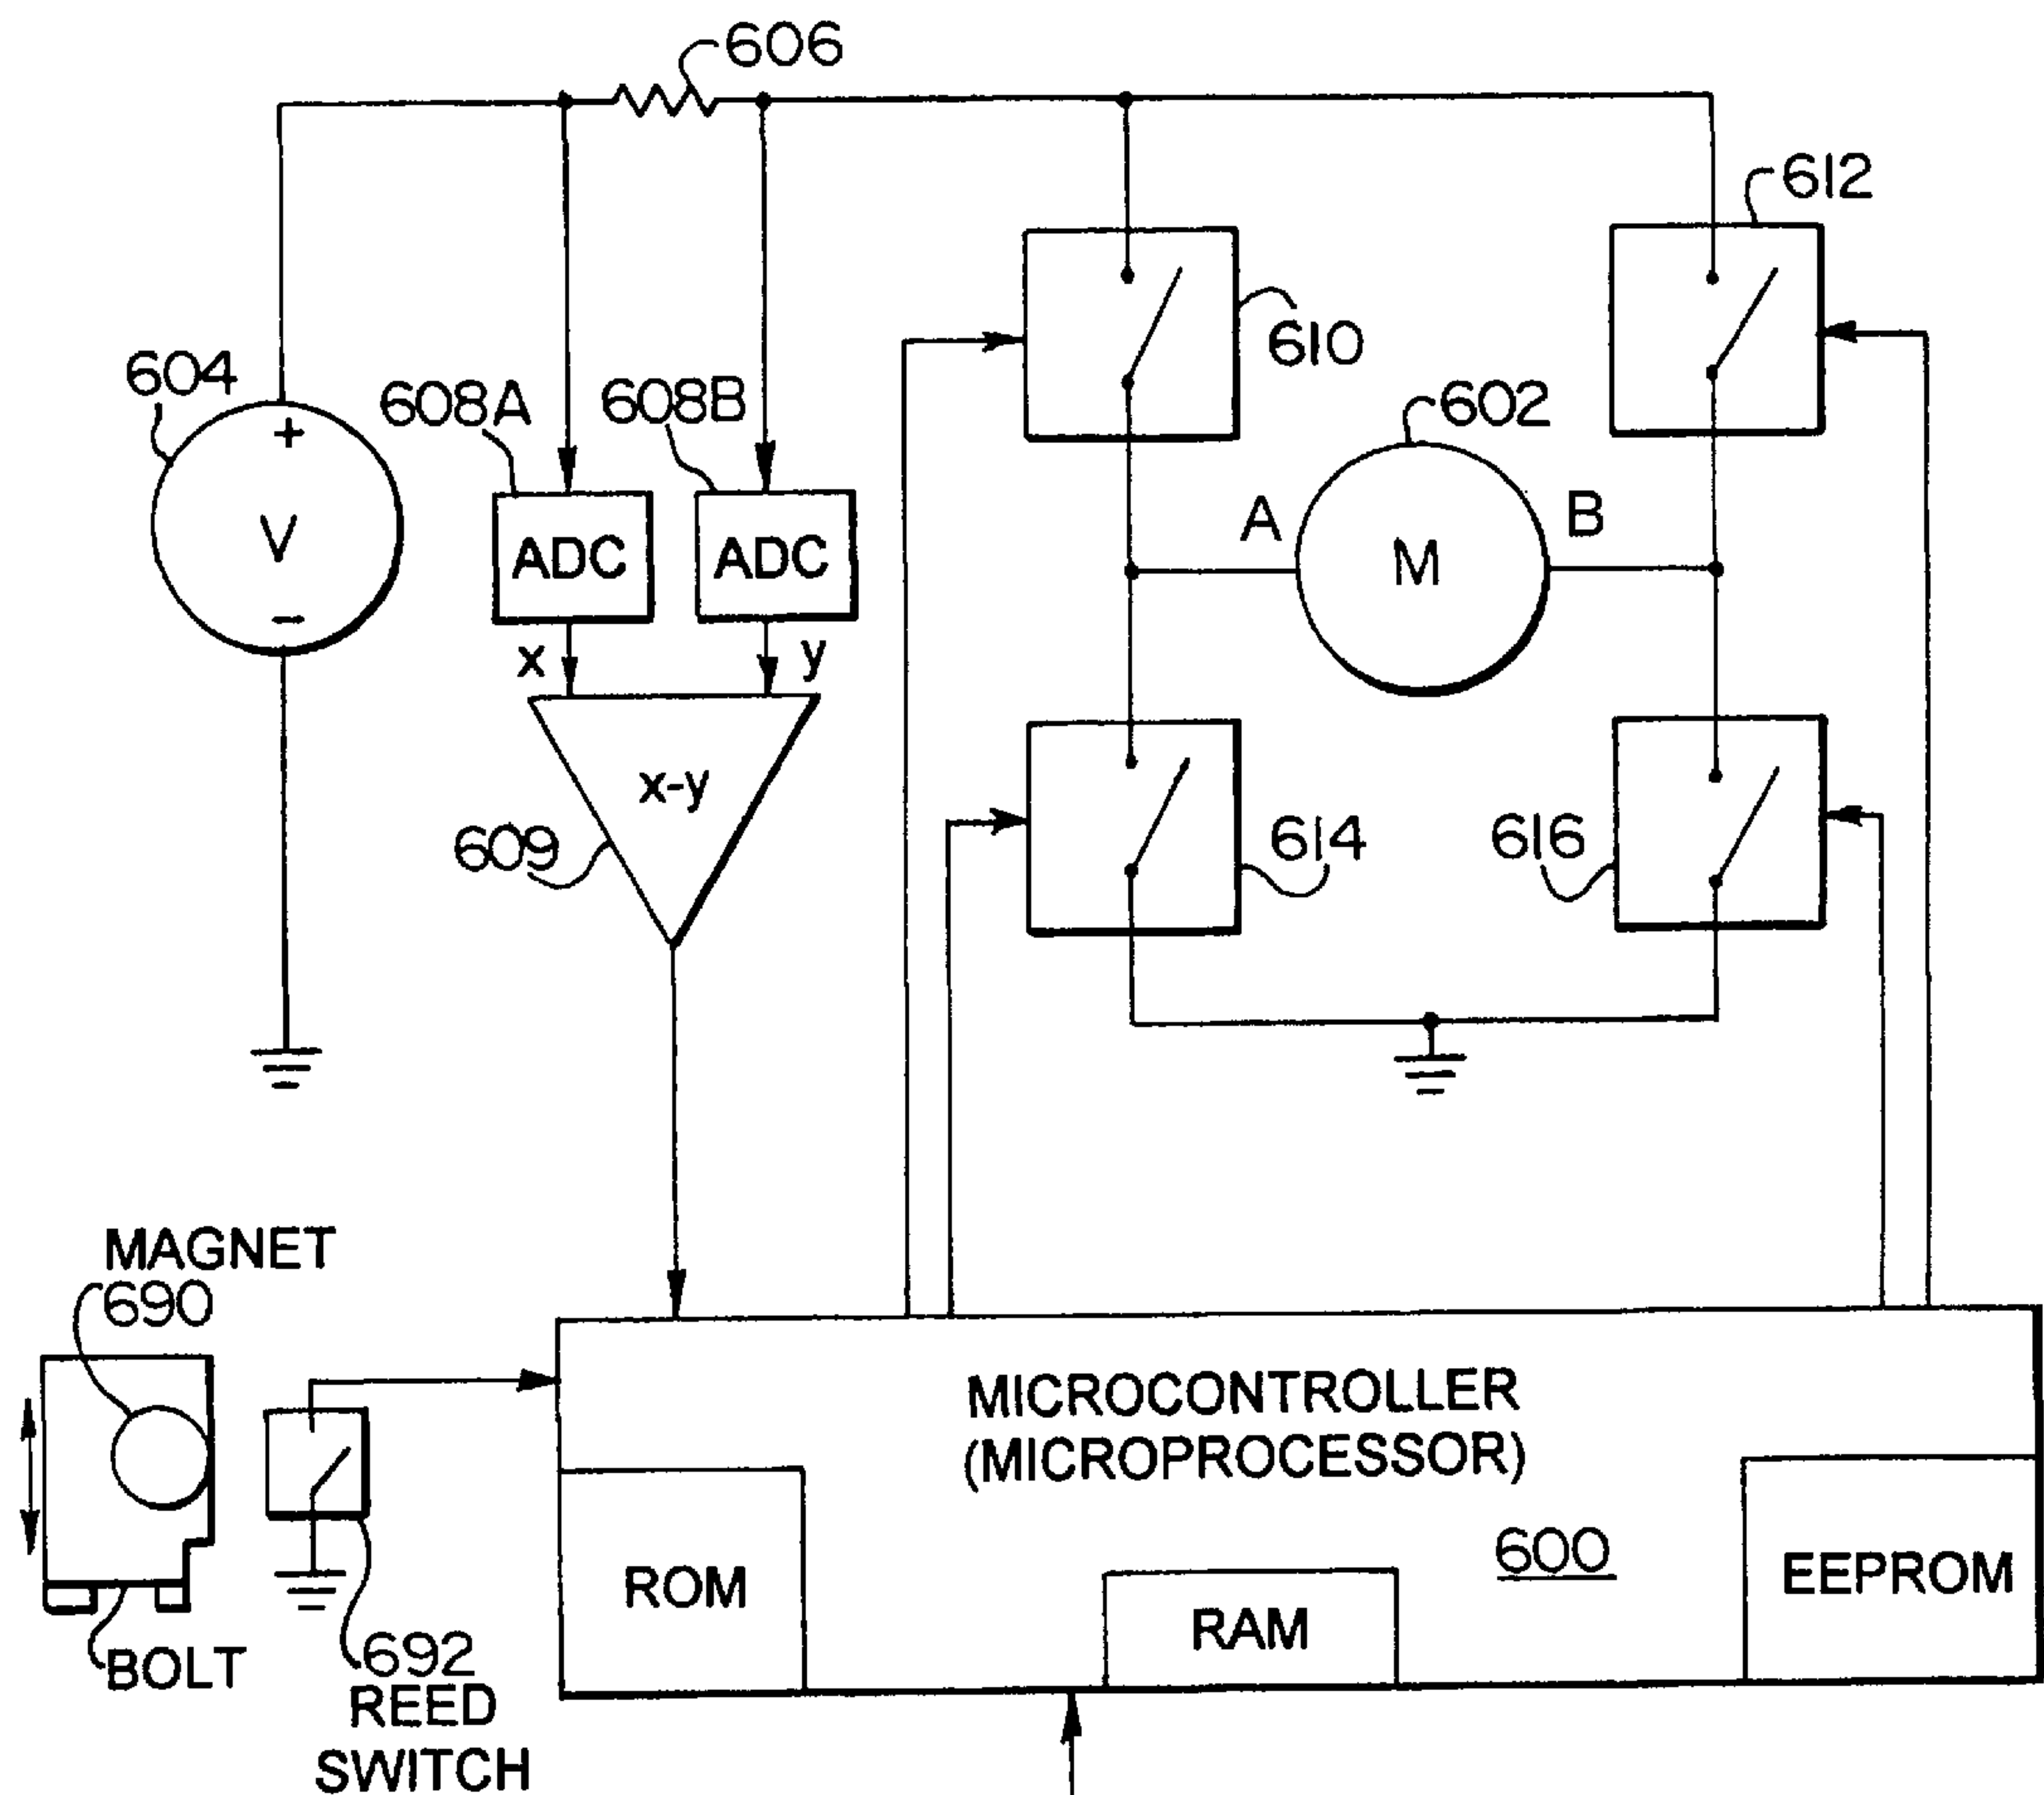 606
612
610
604
608A
608B
602
+
V
−
ADC
ADC
A
M
B
x
y
x-y
609
614
616
MAGNET
690
MICROCONTROLLER
(MICROPROCESSOR)
600
ROM
RAM
EEPROM
BOLT
692
REED
SWITCH